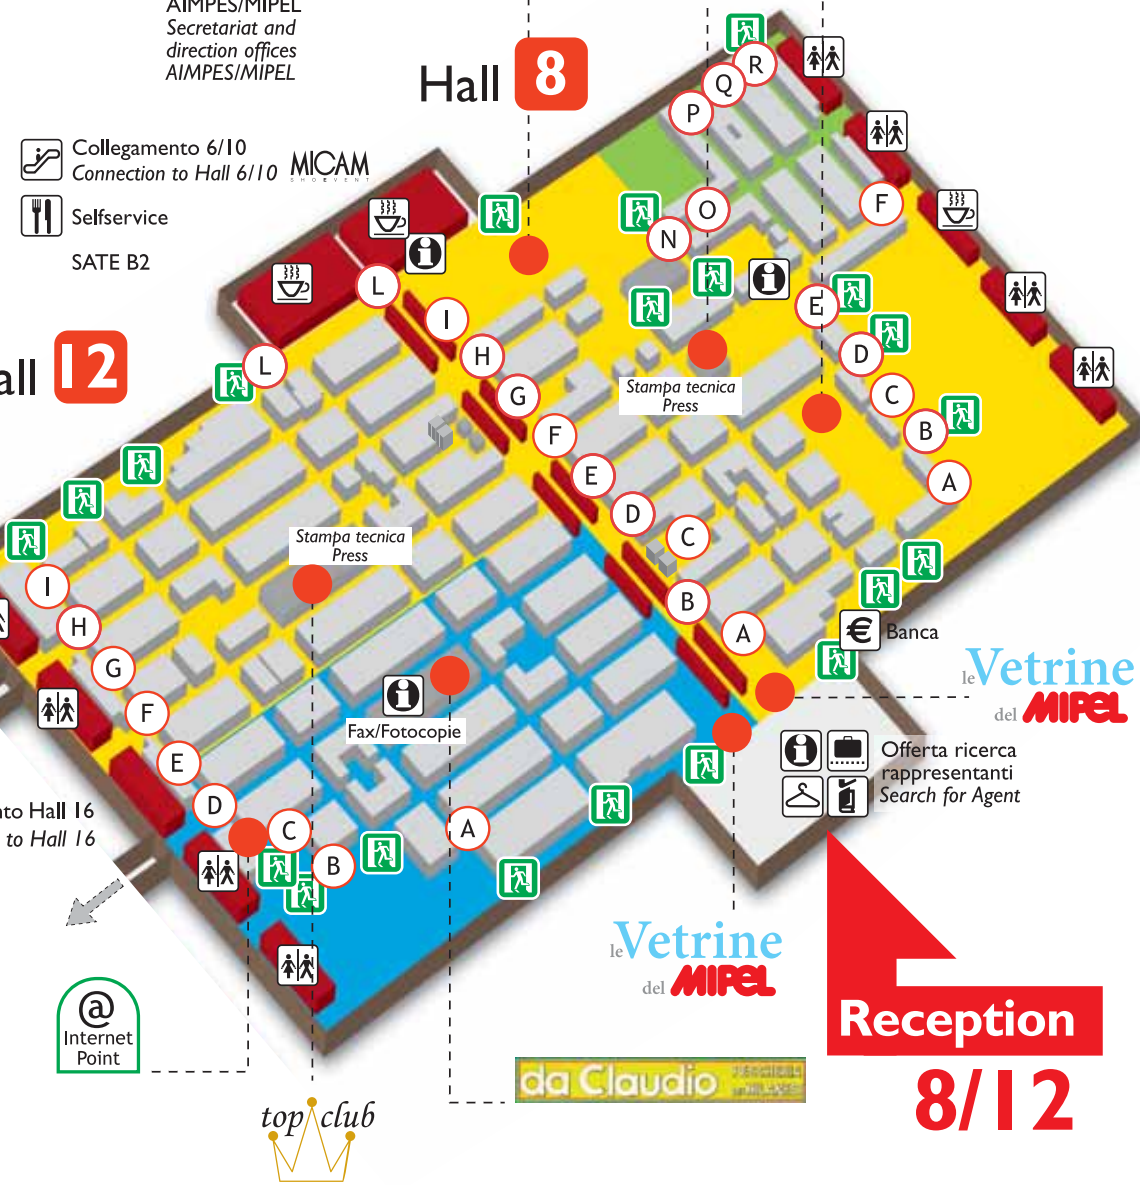 AIMPES/MIPEL
Secretariat and
direction offices
AIMPES/MIPEL
Hall 8
Collegamento 6/10
Connection to Hall 6/10
MICAM
SHOEVENT
Selfservice
SATE B2
all 12
R
Q
P
O
N
F
L
I
E
L
H
D
G
C
F
B
E
A
D
C
Stampa tecnica
Press
Stampa tecnica
Press
I
B
H
A
G
F
E
D
C
B
A
€ Banca
le Vetrine
del MIPEL
Fax/Fotocopie
Offerta ricerca
rappresentanti
Search for Agent
nto Hall 16
to Hall 16
le Vetrine
del MIPEL
@
Internet
Point
Reception
8/12
da Claudio
top club